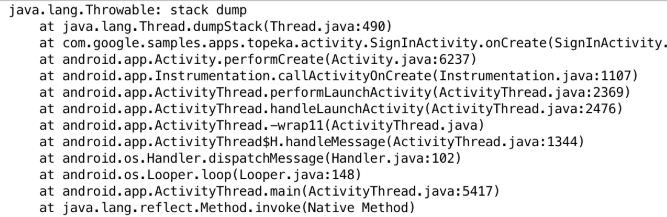 java.lang.Throwable: stack dump
at java.lang.Thread.dumpStack(Thread.java:490)
at com.google.samples.apps.topeka.activity.SignInActivity.onCreate(SignInActivity.
at android.app.Activity.performCreate(Activity.java:6237)
at android.app.Instrumentation.callActivityOnCreate(Instrumentation.java:1107)
at android.app.ActivityThread.performLaunchActivity(ActivityThread.java:2369)
at android.app.ActivityThread.handleLaunchActivity(ActivityThread.java:2476)
at android.app.ActivityThread.-wrap11(ActivityThread.java)
at android.app.ActivityThread$H.handleMessage(ActivityThread.java:1344)
at android.os.Handler.dispatchMessage(Handler.java:102)
at android.os.Looper.loop(Looper.java:148)
at android.app.ActivityThread.main(ActivityThread.java:5417)
at java.lang.reflect.Method.invoke(Native Method)